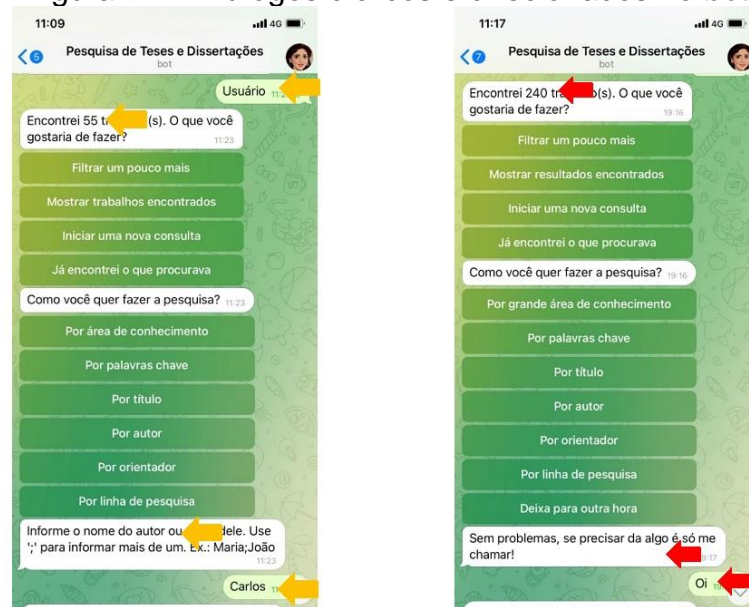 11:09
4G
5
Pesquisa de Teses e Dissertações
bot
Usuário
Encontrei 55 (s). O que você
gostaria de fazer?
11:23
Filtrar um pouco mais
Mostrar trabalhos encontrados
Iniciar uma nova consulta
Já encontrei o que procurava
Como você quer fazer a pesquisa? 11:23
Por área de conhecimento
Por palavras chave
Por título
Por autor
Por orientador
Por linha de pesquisa
Informe o nome do autor ou dele. Use
';' para informar mais de um. Ex.: Maria;João
11:23
Carlos
11:17
4G
7
Pesquisa de Teses e Dissertações
bot
Encontrei 240 (s). O que você
gostaria de fazer?
19:16
Filtrar um pouco mais
Mostrar resultados encontrados
Iniciar uma nova consulta
Já encontrei o que procurava
Como você quer fazer a pesquisa? 19:16
Por grande área de conhecimento
Por palavras chave
Por título
Por autor
Por orientador
Por linha de pesquisa
Deixa para outra hora
Sem problemas, se precisar da algo é só me
chamar!
Oi